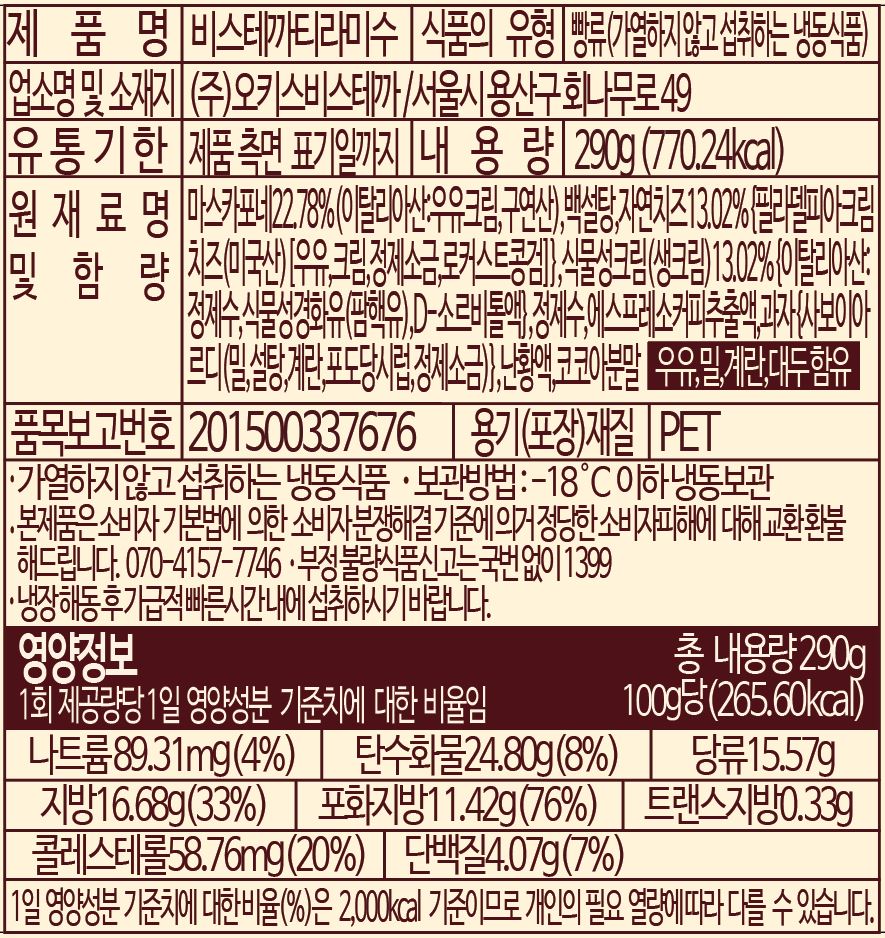 제 품 명 비스테까티라미수 식품의 유형 빵류(가열하지않고 섭취하는 냉동식품)
업소명 및 소재지 (주)오키스비스테까/서울시 용산구 회나무로49
유통기한 제품 측면 표기일까지 내 용 량 290g (770.24kcal)
원 재 료 명 마스카포네22.78%(이탈리아산:우유크림,구연산),백설탕,자연치즈13.02%{필리델피아크림
및 함 량 치즈(미국산)[우유,크림,정제소금,로커스트콩검]},식물성크림(생크림)13.02%{이탈리아산:
정제수,식물성경화유(팜핵유),D-소르비톨액},정제수,에스프레소커피추출액,과자{사보이아
르디(밀,설탕,계란,포도당시럽,정제소금)},난황액,코코아분말 우유,밀,계란,대두함유
품목보고번호 201500337676 용기(포장)재질 PET
·가열하지않고 섭취하는 냉동식품 ·보관방법:-18˚C이하 냉동보관
·본제품은 소비자 기본법에 의한 소비자분쟁해결기준에 의거 정당한 소비자피해에 대해 교환 환불
해드립니다. 070-4157-7746 ·부정불량식품신고는 국번없이 1399
·냉장해동 후 가급적 빠른시간내에 섭취하시기 바랍니다.
영양정보 총 내용량 290g
1회 제공량당 1일 영양성분 기준치에 대한 비율임 100g당(265.60kcal)
나트륨89.31mg(4%) 탄수화물24.80g(8%) 당류15.57g
지방16.68g(33%) 포화지방11.42g(76%) 트랜스지방0.33g
콜레스테롤58.76mg(20%) 단백질4.07g(7%)
1일 영양성분 기준치에 대한 비율(%)은 2,000kcal 기준이므로 개인의 필요 열량에 따라 다를 수 있습니다.